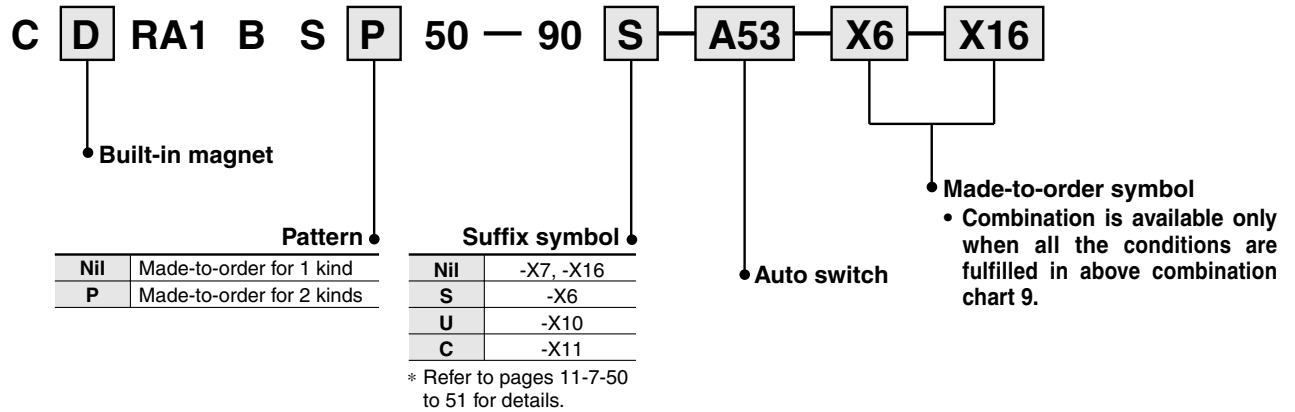 C D RA1 B S P 50 — 90 S — A53 — X6 — X16
Built-in magnet
Pattern
Nil Made-to-order for 1 kind
P Made-to-order for 2 kinds
Suffix symbol
Nil -X7, -X16
S -X6
U -X10
C -X11
* Refer to pages 11-7-50
to 51 for details.
Auto switch
Made-to-order symbol
• Combination is available only
when all the conditions are
fulfilled in above combination
chart 9.